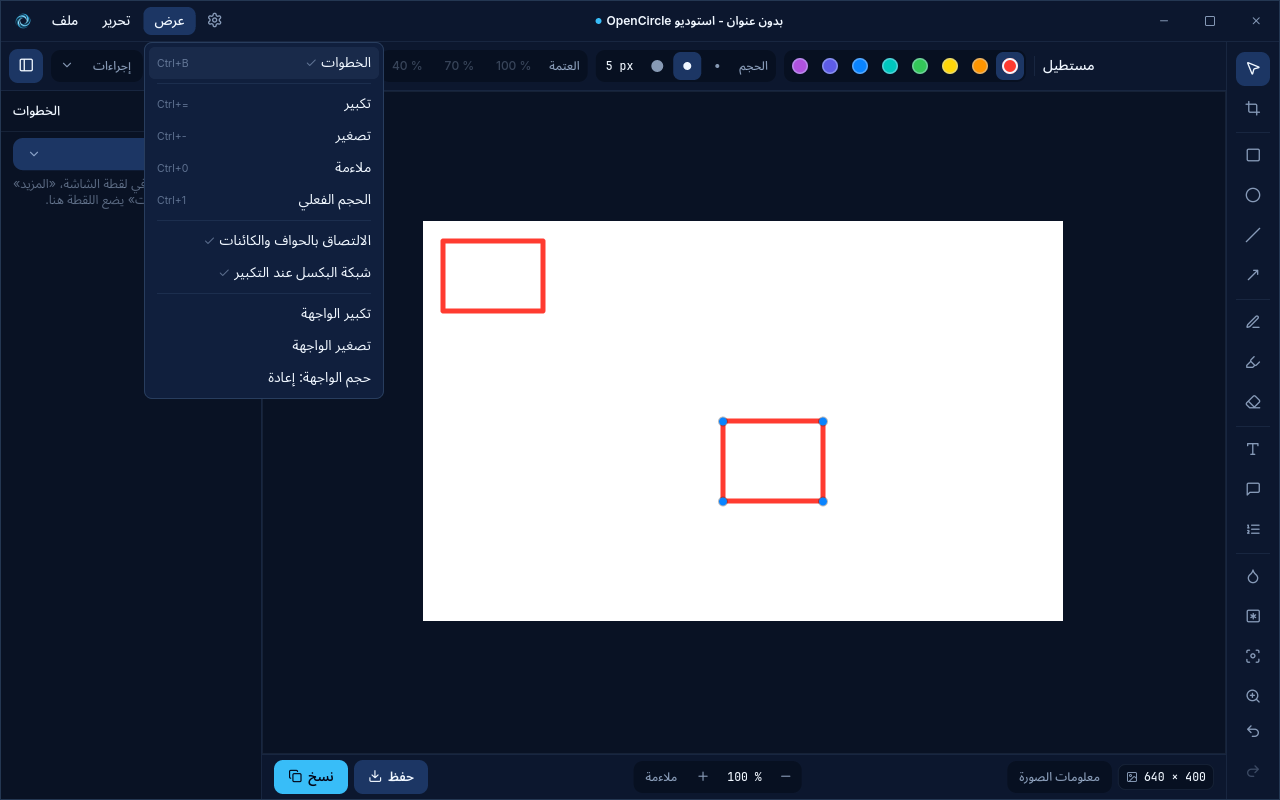 ملف
تحرير
عرض
بدون عنوان - استوديو OpenCircle
مستطيل
الحجم
5 px
العتمة
100 %
70 %
40 %
إجراءات
الخطوات
الخطوات Ctrl+B
تكبير Ctrl+=
تصغير Ctrl+-
ملاءمة Ctrl+0
الحجم الفعلي Ctrl+1
الالتصاق بالحواف والكائنات
شبكة البكسل عند التكبير
تكبير الواجهة
تصغير الواجهة
حجم الواجهة: إعادة
في لقطة الشاشة، «المزيد»
يضع اللقطة هنا.
نسخ
حفظ
ملاءمة
100 %
معلومات الصورة
640 × 400